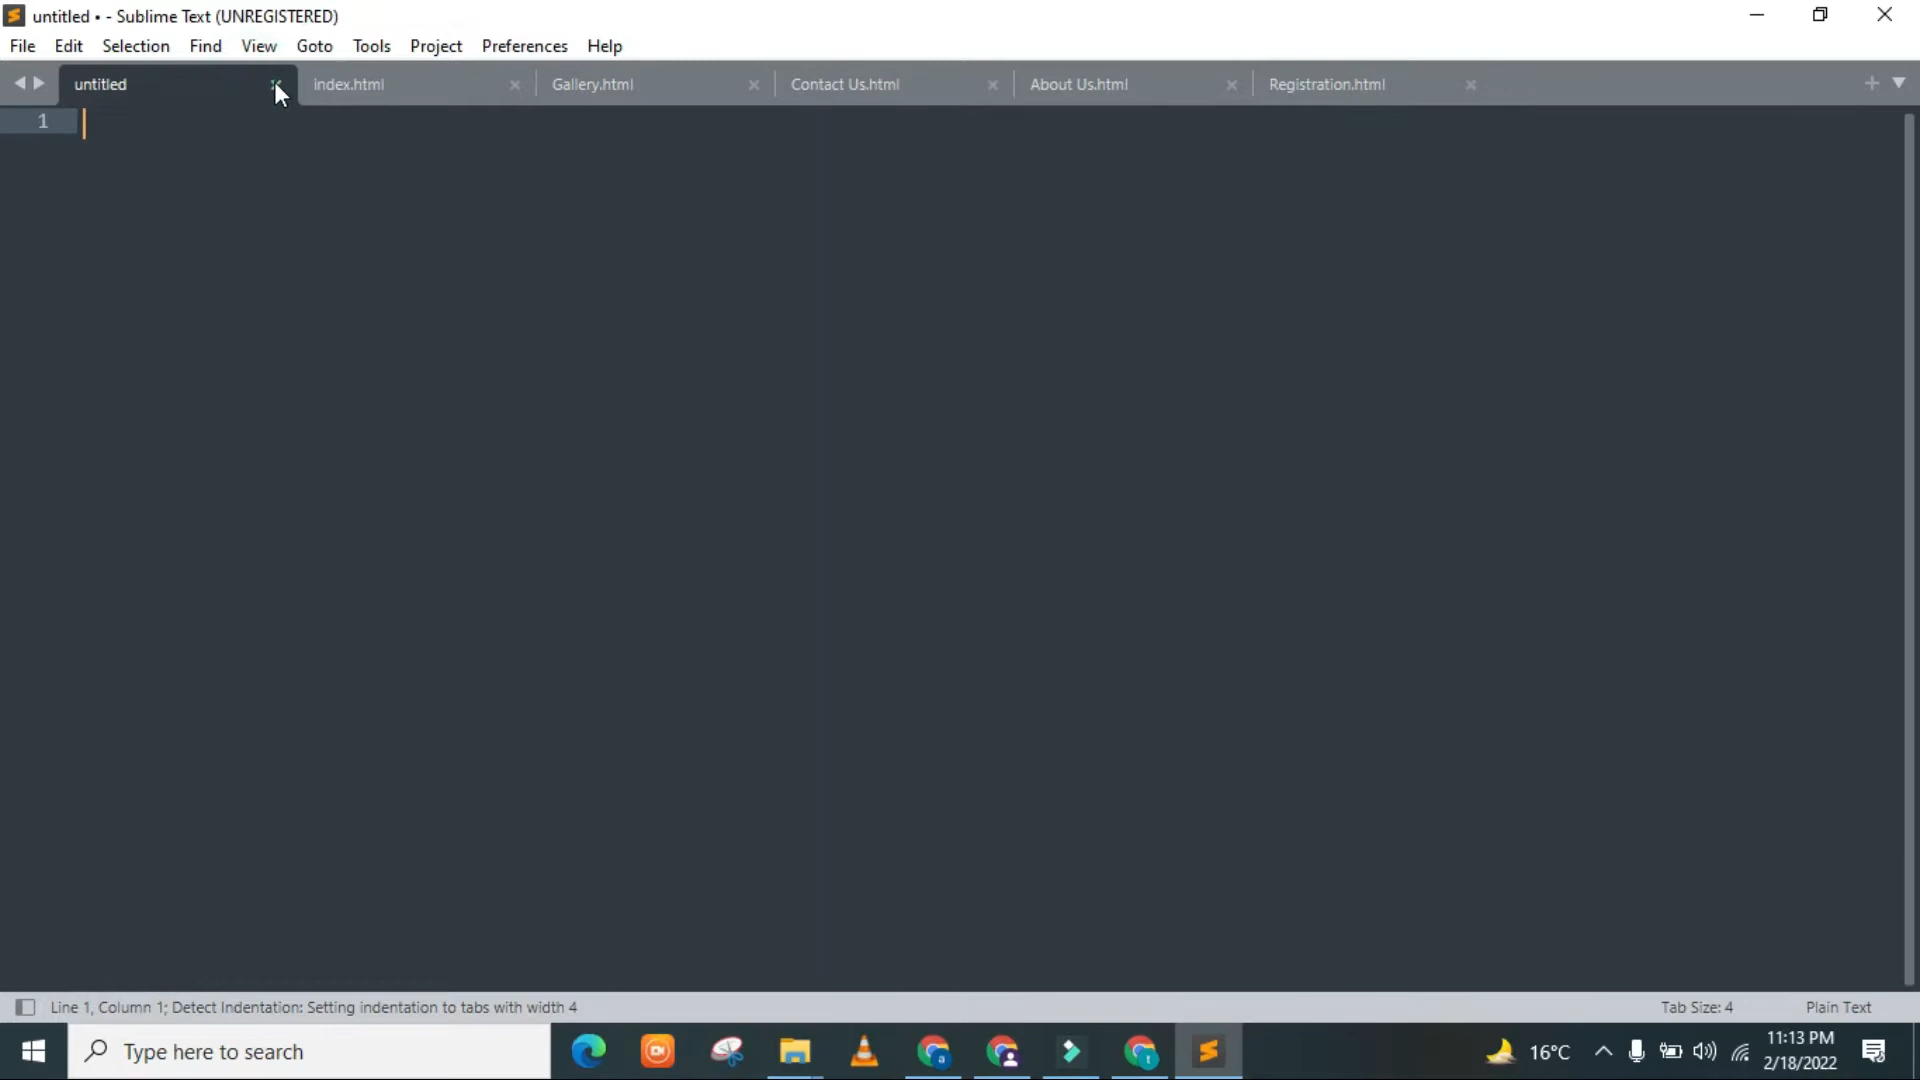 untitled • - Sublime Text (UNREGISTERED)
File Edit Selection Find View Goto Tools Project Preferences Help
untitled index.html Gallery.html Contact Us.html About Us.html Registration.html
1
Line 1, Column 1; Detect Indentation: Setting indentation to tabs with width 4 Tab Size: 4 Plain Text
Type here to search 16°C 11:13 PM
2/18/2022